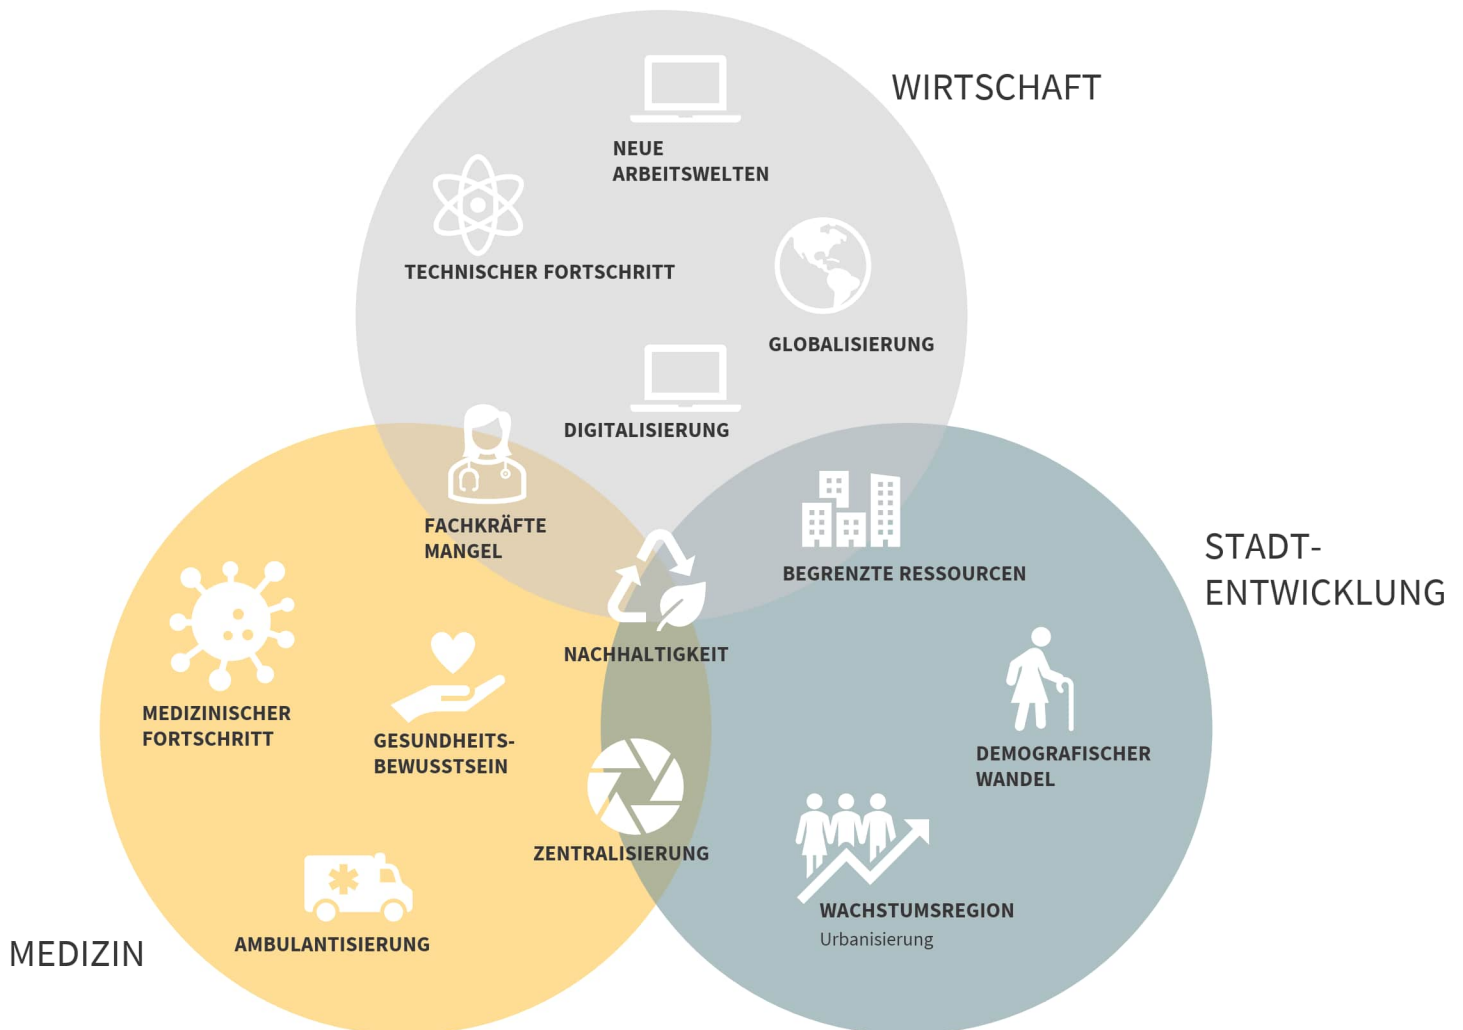 WIRTSCHAFT
NEUE
ARBEITSWELTEN
TECHNISCHER FORTSCHRITT
GLOBALISIERUNG
DIGITALISIERUNG
FACHKRÄFTE
MANGEL
BEGRENZTE RESSOURCEN
STADT-
ENTWICKLUNG
NACHHALTIGKEIT
MEDIZINISCHER
FORTSCHRITT
GESUNDHEITS-
BEWUSSTSEIN
DEMOGRAFISCHER
WANDEL
ZENTRALISIERUNG
WACHSTUMSREGION
Urbanisierung
AMBULANTISIERUNG
MEDIZIN